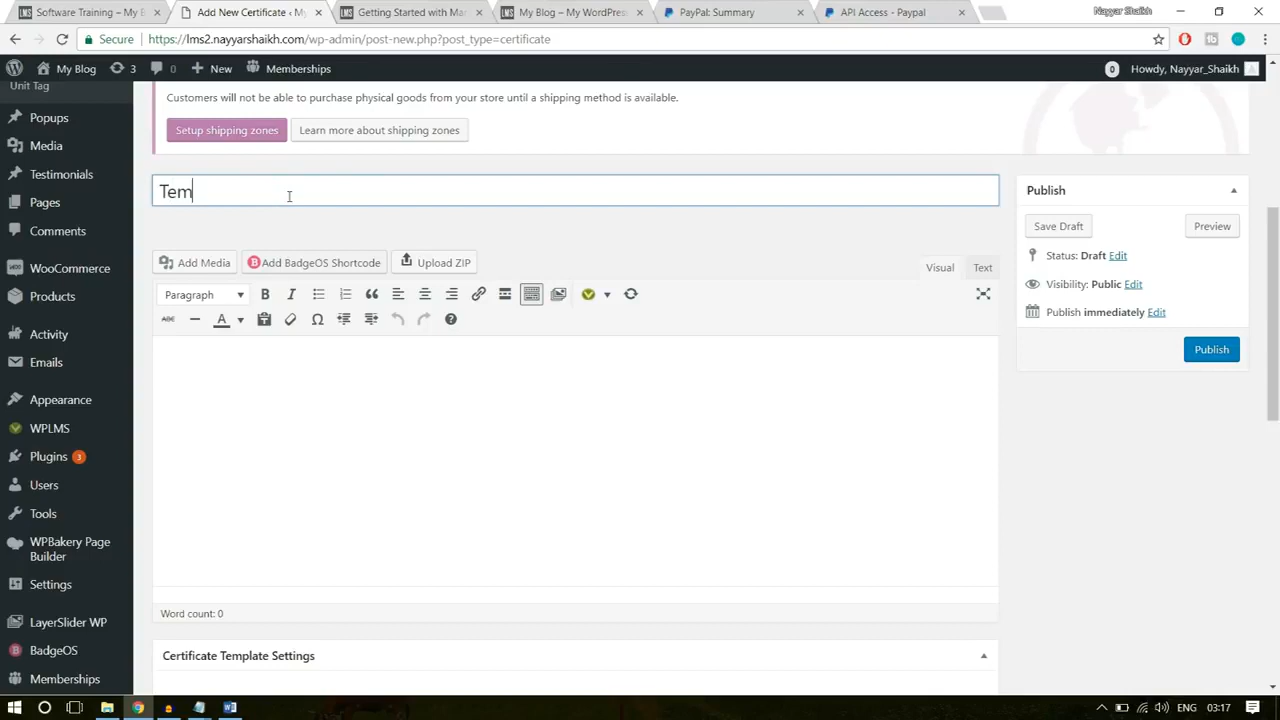 Software Training – My B
Add New Certificate ‹ M
Getting Started with Ma
My Blog – My WordPress
PayPal: Summary
API Access - Paypal
Nayyar Shaikh
Secure
https://lms2.nayyarshaikh.com/wp-admin/post-new.php?post_type=certificate
My Blog
3
0
New
Memberships
0
Howdy, Nayyar_Shaikh
Unit Tag
Popups
Media
Testimonials
Pages
Comments
WooCommerce
Products
Activity
Emails
Appearance
WPLMS
Plugins 3
Users
Tools
WPBakery Page
Builder
Settings
LayerSlider WP
BadgeOS
Memberships
Customers will not be able to purchase physical goods from your store until a shipping method is available.
Setup shipping zones
Learn more about shipping zones
Tem
Add Media
Add BadgeOS Shortcode
Upload ZIP
Visual
Text
Paragraph
Word count: 0
Certificate Template Settings
Publish
Save Draft
Preview
Status: Draft Edit
Visibility: Public Edit
Publish immediately Edit
Publish
ENG
03:17